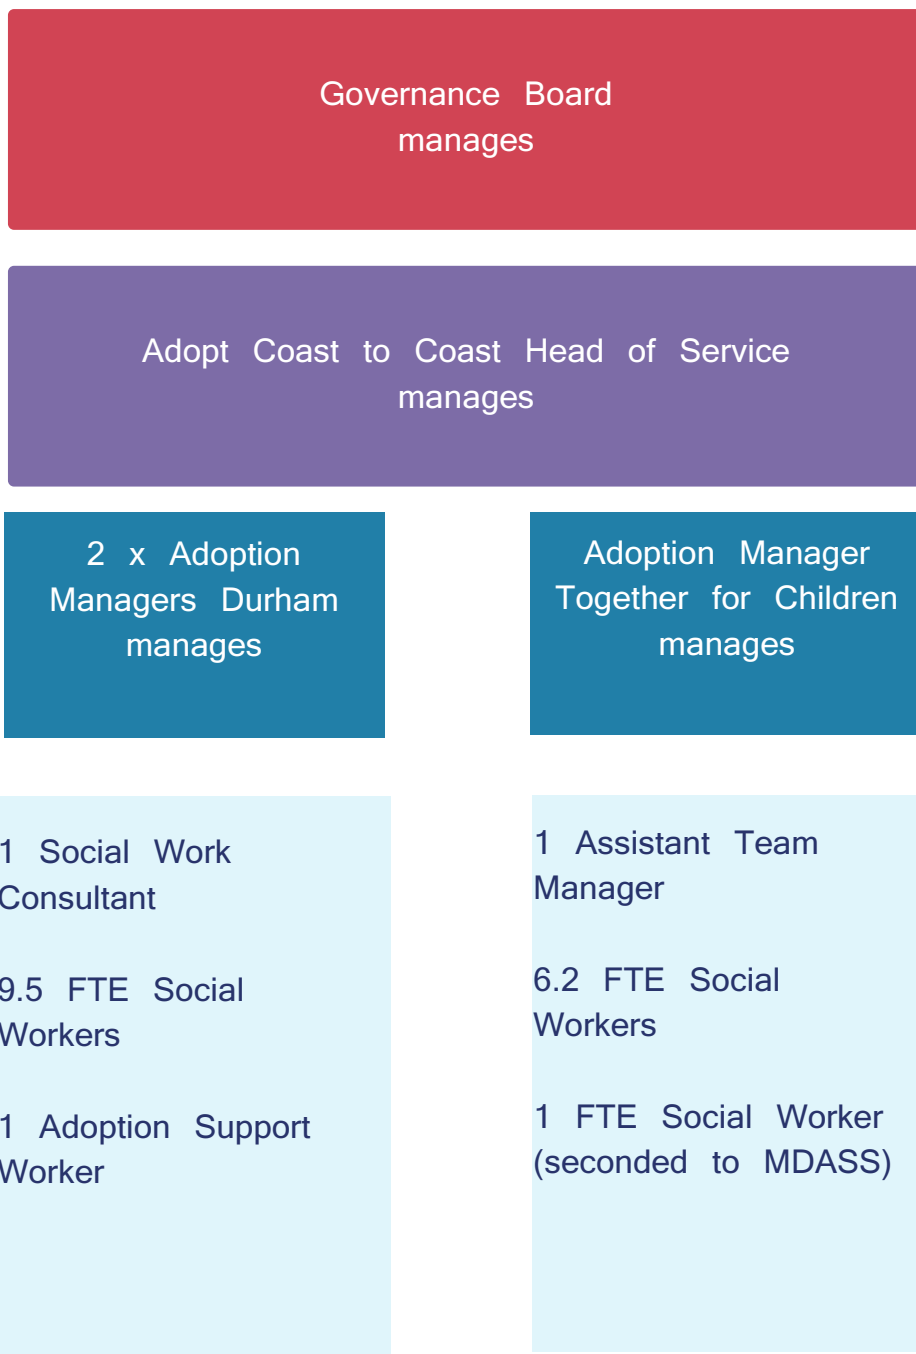 Governance Board
manages
Adopt Coast to Coast Head of Service
manages
2 x Adoption
Managers Durham
manages
Adoption Manager
Together for Children
manages
1 Social Work
Consultant
9.5 FTE Social
Workers
1 Adoption Support
Worker
1 Assistant Team
Manager
6.2 FTE Social
Workers
1 FTE Social Worker
(seconded to MDASS)